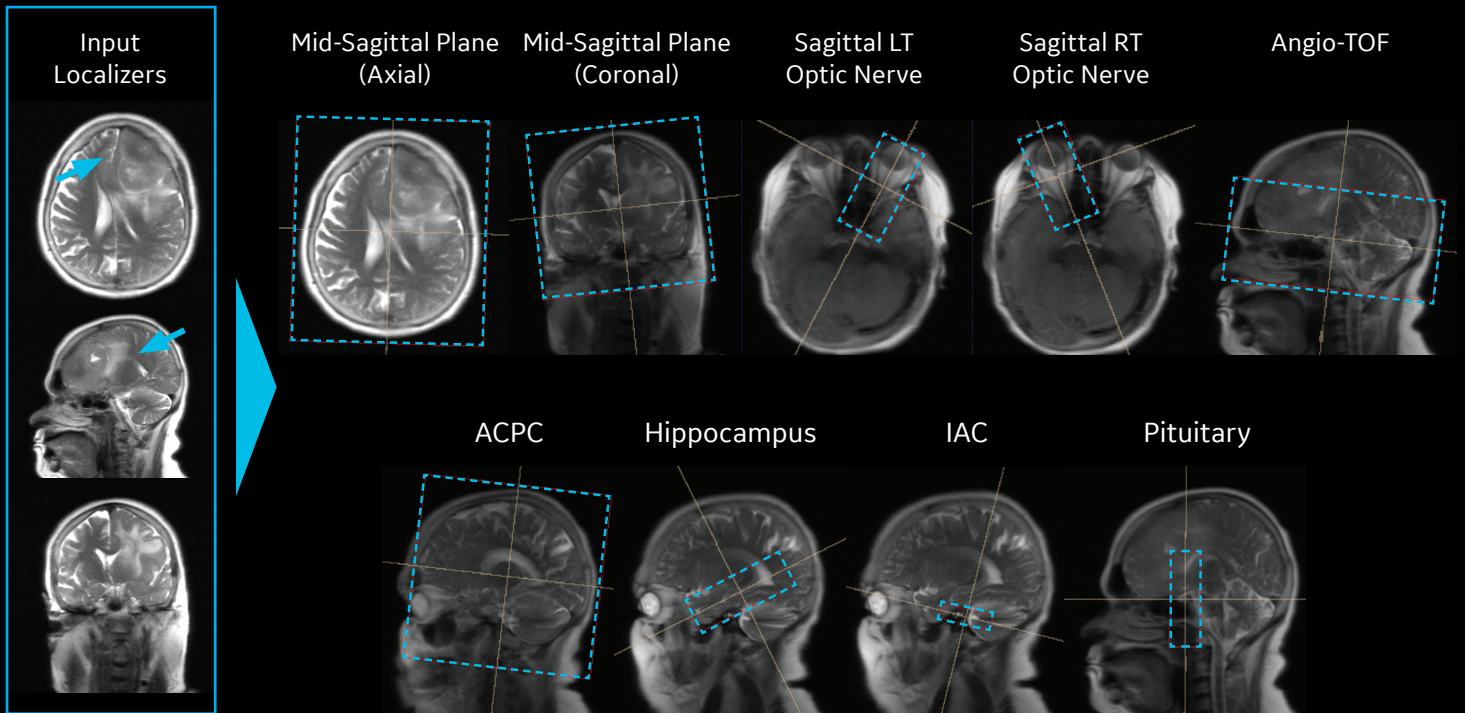 Input
Localizers
Mid-Sagittal Plane
(Axial)
Mid-Sagittal Plane
(Coronal)
Sagittal LT
Optic Nerve
Sagittal RT
Optic Nerve
Angio-TOF
ACPC
Hippocampus
IAC
Pituitary